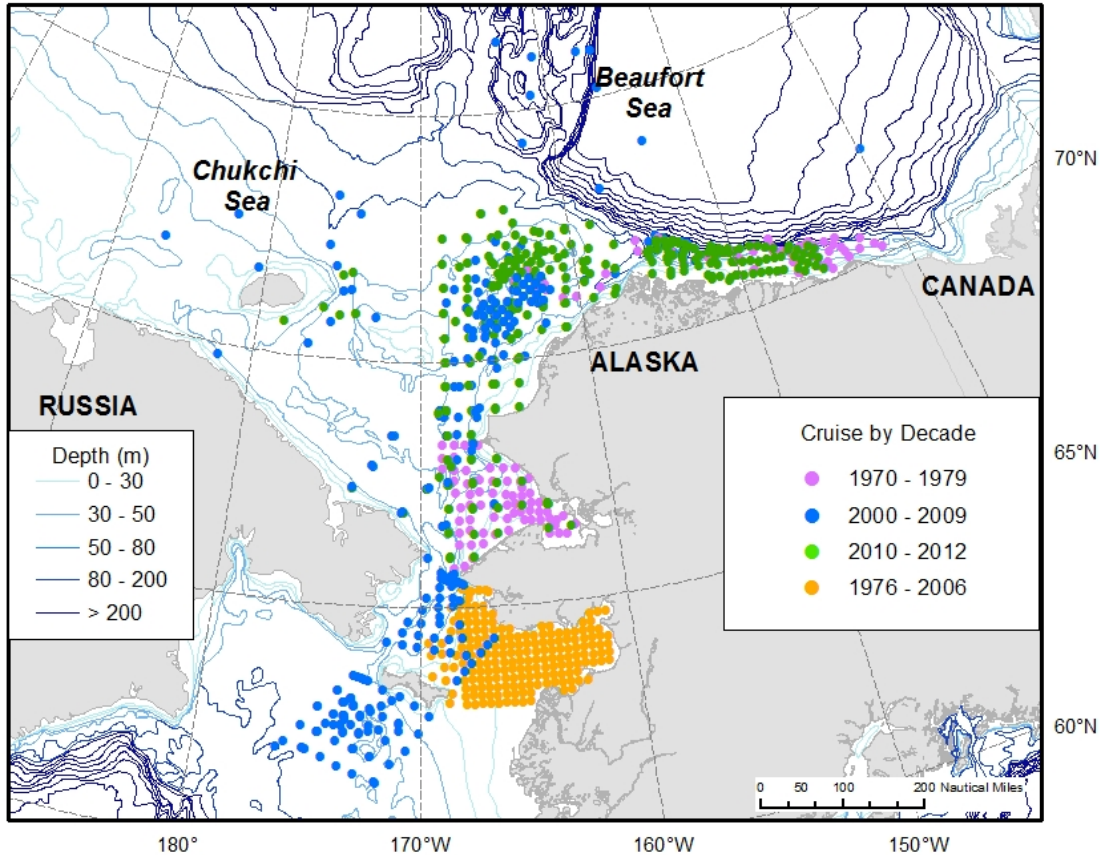 Beaufort
Sea
70°N
Chukchi
Sea
CANADA
ALASKA
RUSSIA
Depth (m)
0 - 30
30 - 50
50 - 80
80 - 200
> 200
Cruise by Decade
1970 - 1979
2000 - 2009
2010 - 2012
1976 - 2006
65°N
60°N
0 50 100 200 Nautical Miles
180° 170°W 160°W 150°W